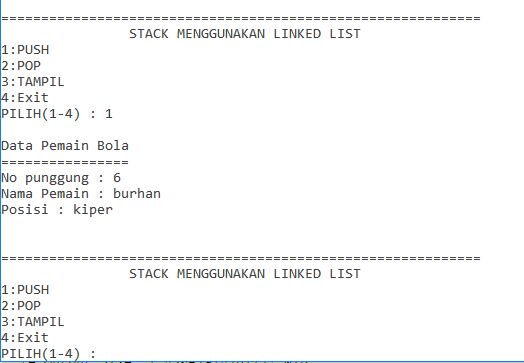 ============================================================
STACK MENGGUNAKAN LINKED LIST
1:PUSH
2:POP
3:TAMPIL
4:Exit
PILIH(1-4) : 1
Data Pemain Bola
================
No punggung : 6
Nama Pemain : burhan
Posisi : kiper
============================================================
STACK MENGGUNAKAN LINKED LIST
1:PUSH
2:POP
3:TAMPIL
4:Exit
PILIH(1-4) :